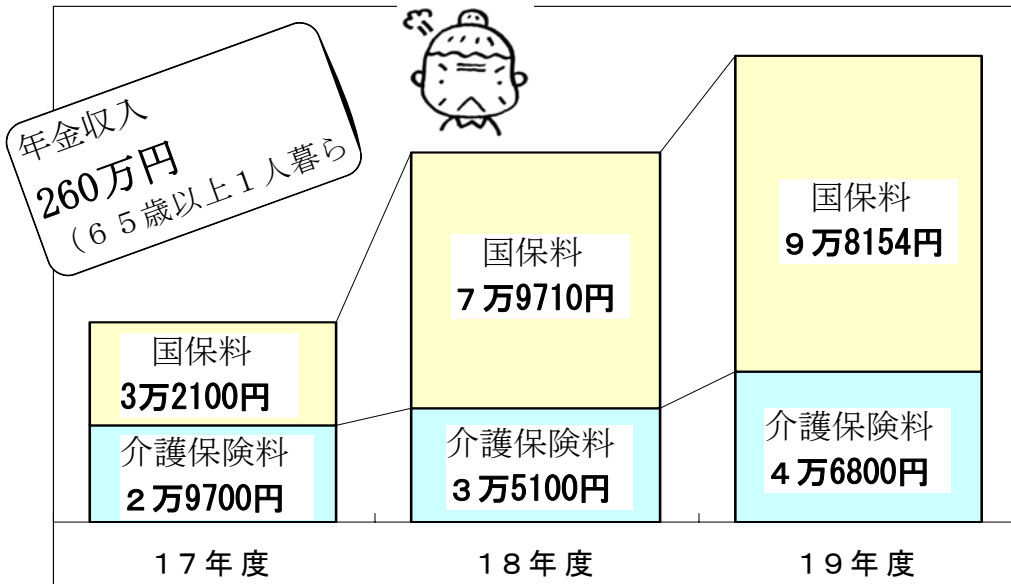 年金収入
260万円
（６５歳以上１人暮ら
国保料
3万2100円
介護保険料
２万9700円
国保料
７万9710円
介護保険料
３万5100円
国保料
９万8154円
介護保険料
４万6800円
１７年度
１８年度
１９年度